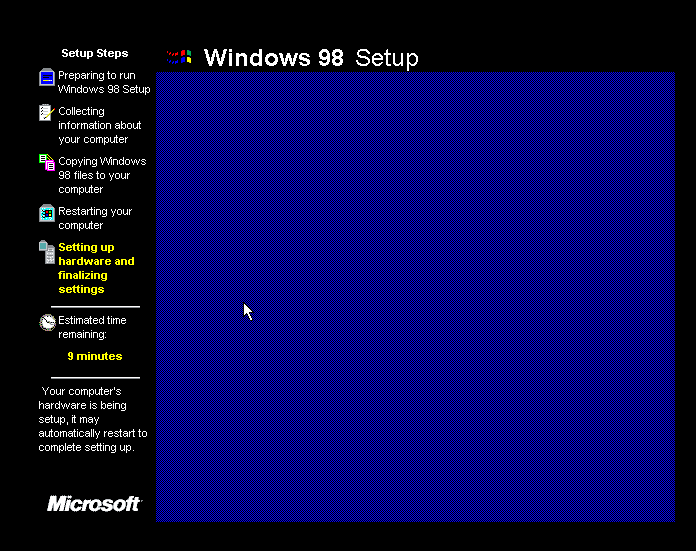 Setup Steps
Windows 98 Setup
Preparing to run
Windows 98 Setup
Collecting
information about
your computer
Copying Windows
98 files to your
computer
Restarting your
computer
Setting up
hardware and
finalizing
settings
Estimated time
remaining:
9 minutes
Your computer's
hardware is being
setup, it may
automatically restart to
complete setting up.
Microsoft